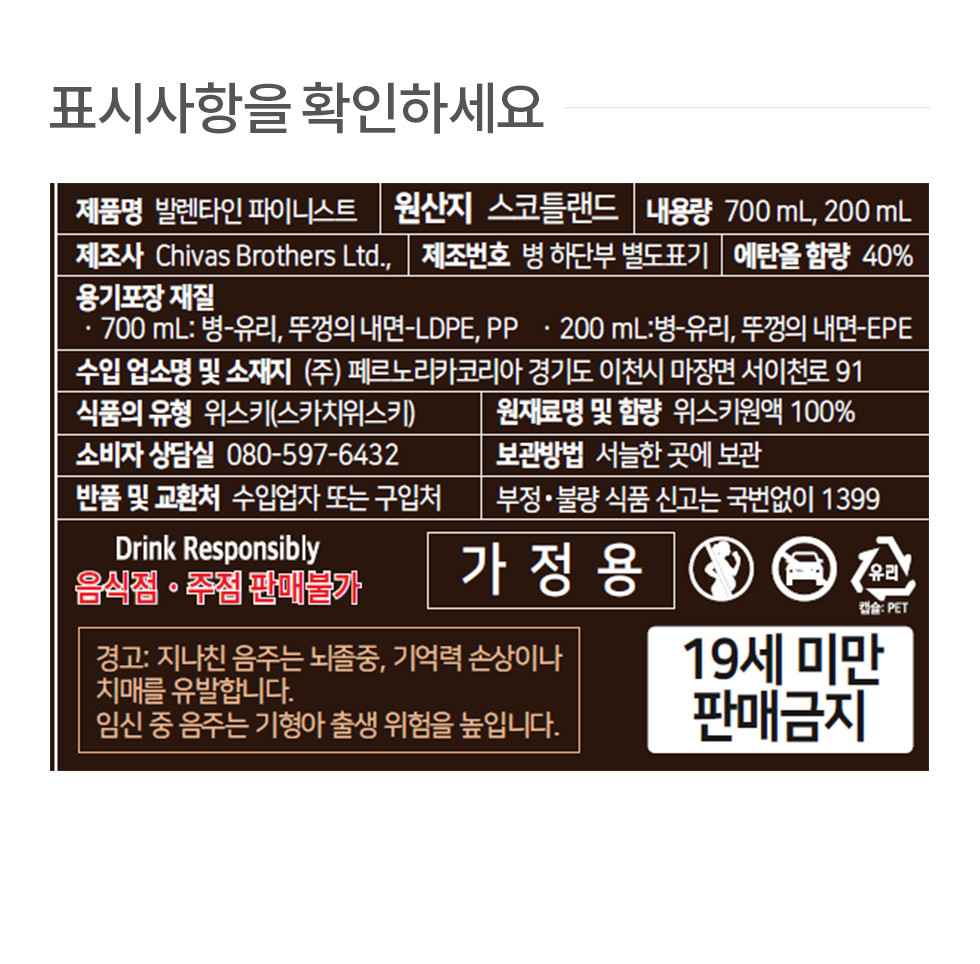 표시사항을 확인하세요
제품명 발렌타인 파이니스트 원산지 스코틀랜드 내용량 700 mL, 200 mL
제조사 Chivas Brothers Ltd., 제조번호 병 하단부 별도표기 에탄올 함량 40%
용기포장 재질
· 700 mL: 병-유리, 뚜껑의 내면-LDPE, PP · 200 mL:병-유리, 뚜껑의 내면-EPE
수입 업소명 및 소재지 (주) 페르노리카코리아 경기도 이천시 마장면 서이천로 91
식품의 유형 위스키(스카치위스키) 원재료명 및 함량 위스키원액 100%
소비자 상담실 080-597-6432 보관방법 서늘한 곳에 보관
반품 및 교환처 수입업자 또는 구입처 부정•불량 식품 신고는 국번없이 1399
Drink Responsibly
음식점 · 주점 판매불가
가 정 용
유리
캡슐: PET
경고: 지나친 음주는 뇌졸중, 기억력 손상이나
치매를 유발합니다.
임신 중 음주는 기형아 출생 위험을 높입니다.
19세 미만
판매금지